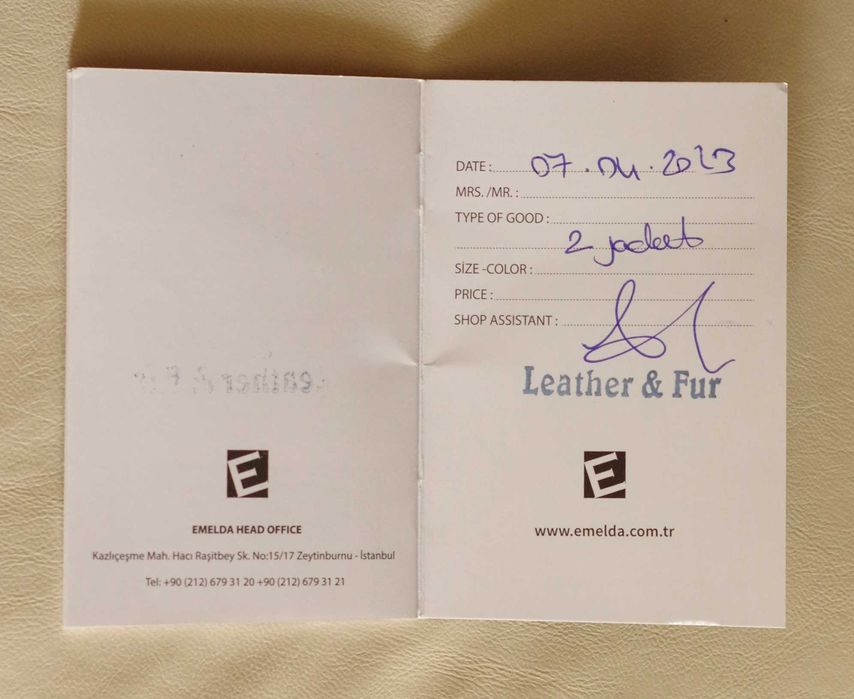 E
EMELDA HEAD OFFICE
Kazlıçeşme Mah. Hacı Raşitbey Sk. No:15/17 Zeytinburnu - İstanbul
Tel: +90 (212) 679 31 20 +90 (212) 679 31 21
DATE : 07.04.2023
MRS. /MR. :
TYPE OF GOOD :
2 jacket
SİZE -COLOR :
PRICE :
SHOP ASSISTANT :
Leather & Fur
E
www.emelda.com.tr